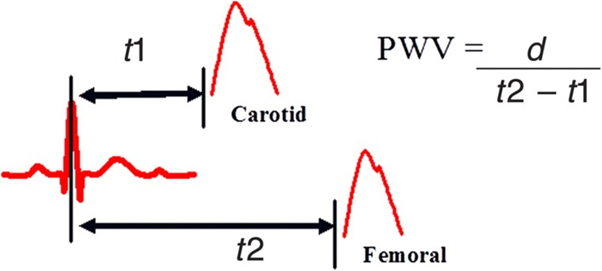 t1
PWV = d
t2 – t1
Carotid
t2
Femoral